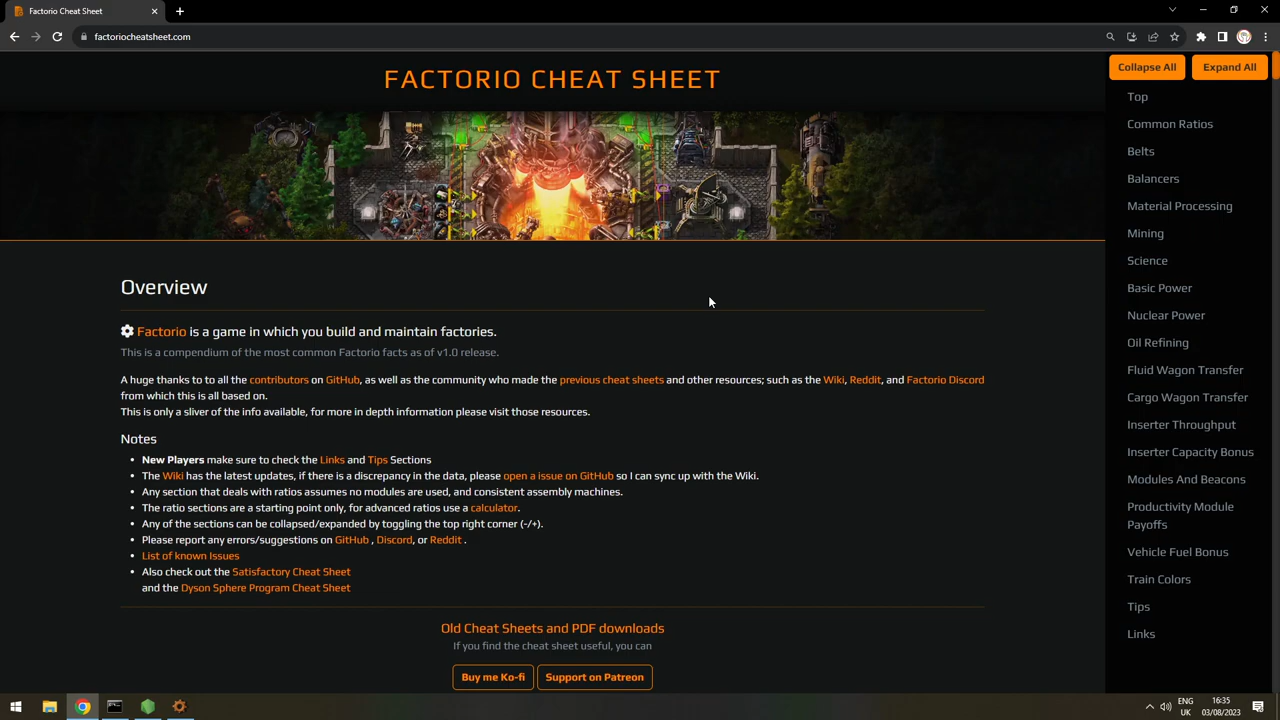 Factorio Cheat Sheet
factoriocheatsheet.com
FACTORIO CHEAT SHEET
Collapse All
Expand All
Top
Common Ratios
Belts
Balancers
Material Processing
Mining
Science
Basic Power
Nuclear Power
Oil Refining
Fluid Wagon Transfer
Cargo Wagon Transfer
Inserter Throughput
Inserter Capacity Bonus
Modules And Beacons
Productivity Module
Payoffs
Vehicle Fuel Bonus
Train Colors
Tips
Links
Overview
Factorio is a game in which you build and maintain factories.
This is a compendium of the most common Factorio facts as of v1.0 release.
A huge thanks to to all the contributors on GitHub, as well as the community who made the previous cheat sheets and other resources; such as the Wiki, Reddit, and Factorio Discord
from which this is all based on.
This is only a sliver of the info available, for more in depth information please visit those resources.
Notes
• New Players make sure to check the Links and Tips Sections
• The Wiki has the latest updates, if there is a discrepancy in the data, please open a issue on GitHub so I can sync up with the Wiki.
• Any section that deals with ratios assumes no modules are used, and consistent assembly machines.
• The ratio sections are a starting point only, for advanced ratios use a calculator.
• Any of the sections can be collapsed/expanded by toggling the top right corner (-/+).
• Please report any errors/suggestions on GitHub , Discord, or Reddit .
• List of known Issues
• Also check out the Satisfactory Cheat Sheet
and the Dyson Sphere Program Cheat Sheet
Old Cheat Sheets and PDF downloads
If you find the cheat sheet useful, you can
Buy me Ko-fi
Support on Patreon
ENG
UK
16:35
03/08/2023